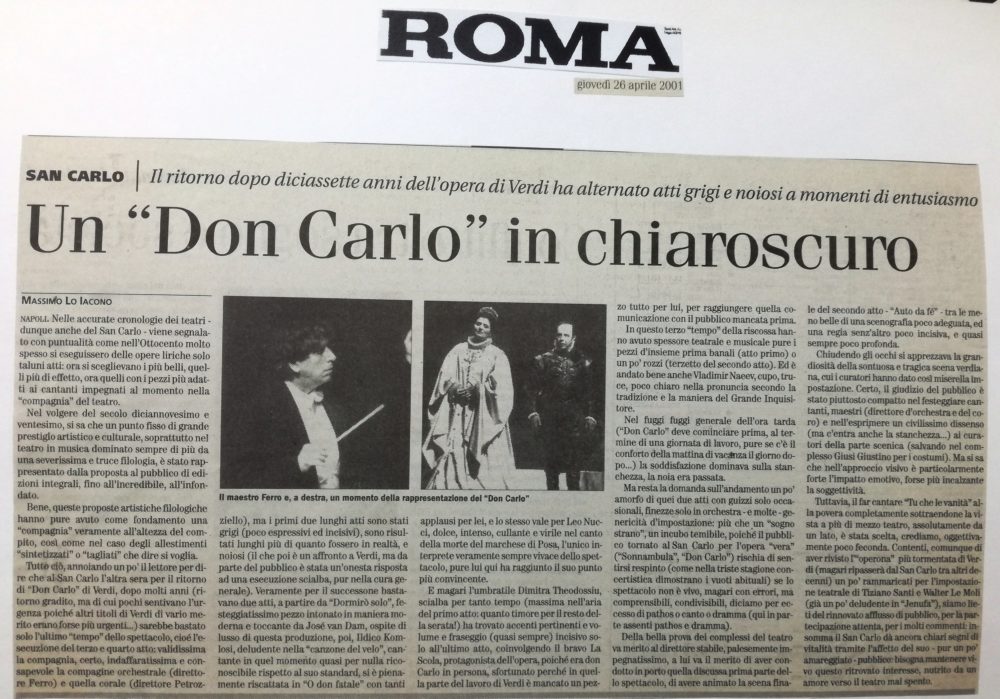 ROMA
giovedì 26 aprile 2001
SAN CARLO | Il ritorno dopo diciassette anni dell'opera di Verdi ha alternato atti grigi e noiosi a momenti di entusiasmo
Un “Don Carlo” in chiaroscuro
MASSIMO LO IACONO
NAPOLI. Nelle accurate cronologie dei teatri -
dunque anche del San Carlo - viene segnala-
to con puntualità come nell'Ottocento molto
spesso si eseguissero delle opere liriche solo
taluni atti: ora si sceglievano i più belli, quel-
li più di effetto, ora quelli con i pezzi più adat-
ti ai cantanti impegnati al momento nella
“compagnia” del teatro.
Nel volgere del secolo diciannovesimo e
ventesimo, si sa che un punto fisso di grande
prestigio artistico e culturale, soprattutto nel
teatro in musica dominato sempre di più da
una severissima e truce filologia, è stato rap-
presentato dalla proposta al pubblico di edi-
zioni integrali, fino all'incredibile, all'infon-
dato.
Bene, queste proposte artistiche filologiche
hanno pure avuto come fondamento una
“compagnia” veramente all'altezza del com-
pito, così come nel caso degli allestimenti
“sintetizzati” o “tagliati” che dire si voglia.
Tutto ciò, annoiando un po' il lettore per di-
re che al San Carlo l'altra sera per il ritorno
di “Don Carlo” di Verdi, dopo molti anni (ri-
torno gradito, ma di cui pochi sentivano l'ur-
genza poiché altri titoli di Verdi di vario me-
rito erano forse più urgenti...) sarebbe bastato
solo l'ultimo “tempo” dello spettacolo, cioé l'e-
secuzione del terzo e quarto atto: validissima
la compagnia, certo, indaffaratissima e con-
sapevole la compagine orchestrale (diretto-
re Ferro) e quella corale (direttore Petroz-
Il maestro Ferro e, a destra, un momento della rappresentazione del “Don Carlo”
ziello), ma i primi due lunghi atti sono stati
grigi (poco espressivi ed incisivi), sono risul-
tati lunghi più di quanto fossero in realtà, e
noiosi (il che poi è un affronto a Verdi, ma da
parte del pubblico è stata un'onesta risposta
ad una esecuzione scialba, pur nella cura ge-
nerale). Veramente per il successone basta-
vano due atti, a partire da “Dormirò solo”, fe-
steggiatissimo pezzo intonato in maniera mo-
derna e toccante da José van Dam, ospite di
lusso di questa produzione, poi, Ildico Kom-
losi, deludente nella “canzone del velo”, can-
tante in quel momento quasi per nulla rico-
noscibile rispetto al suo standard, si è piena-
mente riscattata in “O don fatale” con tanti
applausi per lei, e lo stesso vale per Leo Nuc-
ci, dolce, intenso, cullante e virile nel canto
della morte del marchese di Posa, l'unico in-
terprete veramente sempre vivace dello spet-
tacolo, pure lui qui ha raggiunto il suo punto
più convincente.
E magari l'umbratile Dimitra Theodossiu,
scialba per tanto tempo (massima nell'aria
del primo atto: quanto timore per il resto del-
la serata!) ha trovato accenti pertinenti e vo-
lume e fraseggio (quasi sempre) incisivo so-
lo all'ultimo atto, coinvolgendo il bravo La
Scola, protagonista dell'opera, poiché era don
Carlo in persona, sfortunato perché in quel-
la parte del lavoro di Verdi è mancato un pez-
zo tutto per lui, per raggiungere quella co-
municazione con il pubblico mancata prima.
In questo terzo “tempo” della riscossa han-
no avuto spessore teatrale e musicale pure i
pezzi d'insieme prima banali (atto primo) o
un po' rozzi (terzetto del secondo atto). Ed è
andato bene anche Vladimir Naeev, cupo, tru-
ce, poco chiaro nella pronuncia secondo la
tradizione e la maniera del Grande Inquisi-
tore.
Nel fuggi fuggi generale dell'ora tarda
(“Don Carlo” deve cominciare prima, al ter-
mine di una giornata di lavoro, pure se c'è il
conforto della mattina di vacanza il giorno do-
po...) la soddisfazione dominava sulla stan-
chezza, la noia era passata.
Ma resta la domanda sull'andamento un po'
amorfo di quei due atti con guizzi solo occa-
sionali, finezze solo in orchestra - e molte - ge-
nericità d'impostazione: più che un “sogno
strano”, un incubo temibile, poiché il pubbli-
co tornato al San Carlo per l'opera “vera”
(“Sonnambula”, “Don Carlo”) rischia di sen-
tirsi respinto (come nella triste stagione con-
certistica dimostrano i vuoti abituali) se lo
spettacolo non è vivo, magari con errori, ma
comprensibili, condivisibili, diciamo per ec-
cesso di pathos e canto o dramma (qui in par-
te assenti pathos e dramma).
Della bella prova dei complessi del teatro
va merito al direttore stabile, palesemente im-
pegnatissimo, a lui va il merito di aver con-
dotto in porto quella discussa prima parte del-
lo spettacolo, di avere animato la scena fina-
le del secondo atto - “Auto da fé” - tra le me-
no belle di una scenografia poco adeguata, ed
una regia senz'altro poco incisiva, e quasi
sempre poco profonda.
Chiudendo gli occhi si apprezzava la gran-
diosità della sontuosa e tragica scena verdia-
na, cui i curatori hanno dato così misera im-
postazione. Certo, il giudizio del pubblico è
stato piuttosto compatto nel festeggiare can-
tanti, maestri (direttore d'orchestra e del co-
ro) e nell'esprimere un civilissimo dissenso
(ma c'entra anche la stanchezza...) ai cura-
tori della parte scenica (salvando nel com-
plesso Giusi Giustino per i costumi). Ma si sa
che nell'approccio visivo è particolarmente
forte l'impatto emotivo, forse più incalzante
la soggettività.
Tuttavia, il far cantare “Tu che le vanità” al-
la povera completamente sottraendone la vi-
sta a più di mezzo teatro, assolutamente da
un lato, è stata scelta, crediamo, oggettiva-
mente poco feconda. Contenti, comunque di
aver rivisto l'“operona” più tormentata di Ver-
di (magari ripasserà dal San Carlo tra altri de-
cenni) un po' rammaricati per l'impostazione
teatrale di Tiziano Santi e Walter Le Moli
(già un po' deludente in “Jenufa”), siamo lie-
ti del rinnovato afflusso di pubblico, per la par-
tecipazione attenta, per i molti commenti: in-
somma il San Carlo dà ancora chiari segni di
vitalità tramite l'affetto del suo - pur un po'
amareggiato - pubblico: bisogna mantenere vi-
vo questo ritrovato interesse, nutrito da un
amore verso il teatro mai spento.